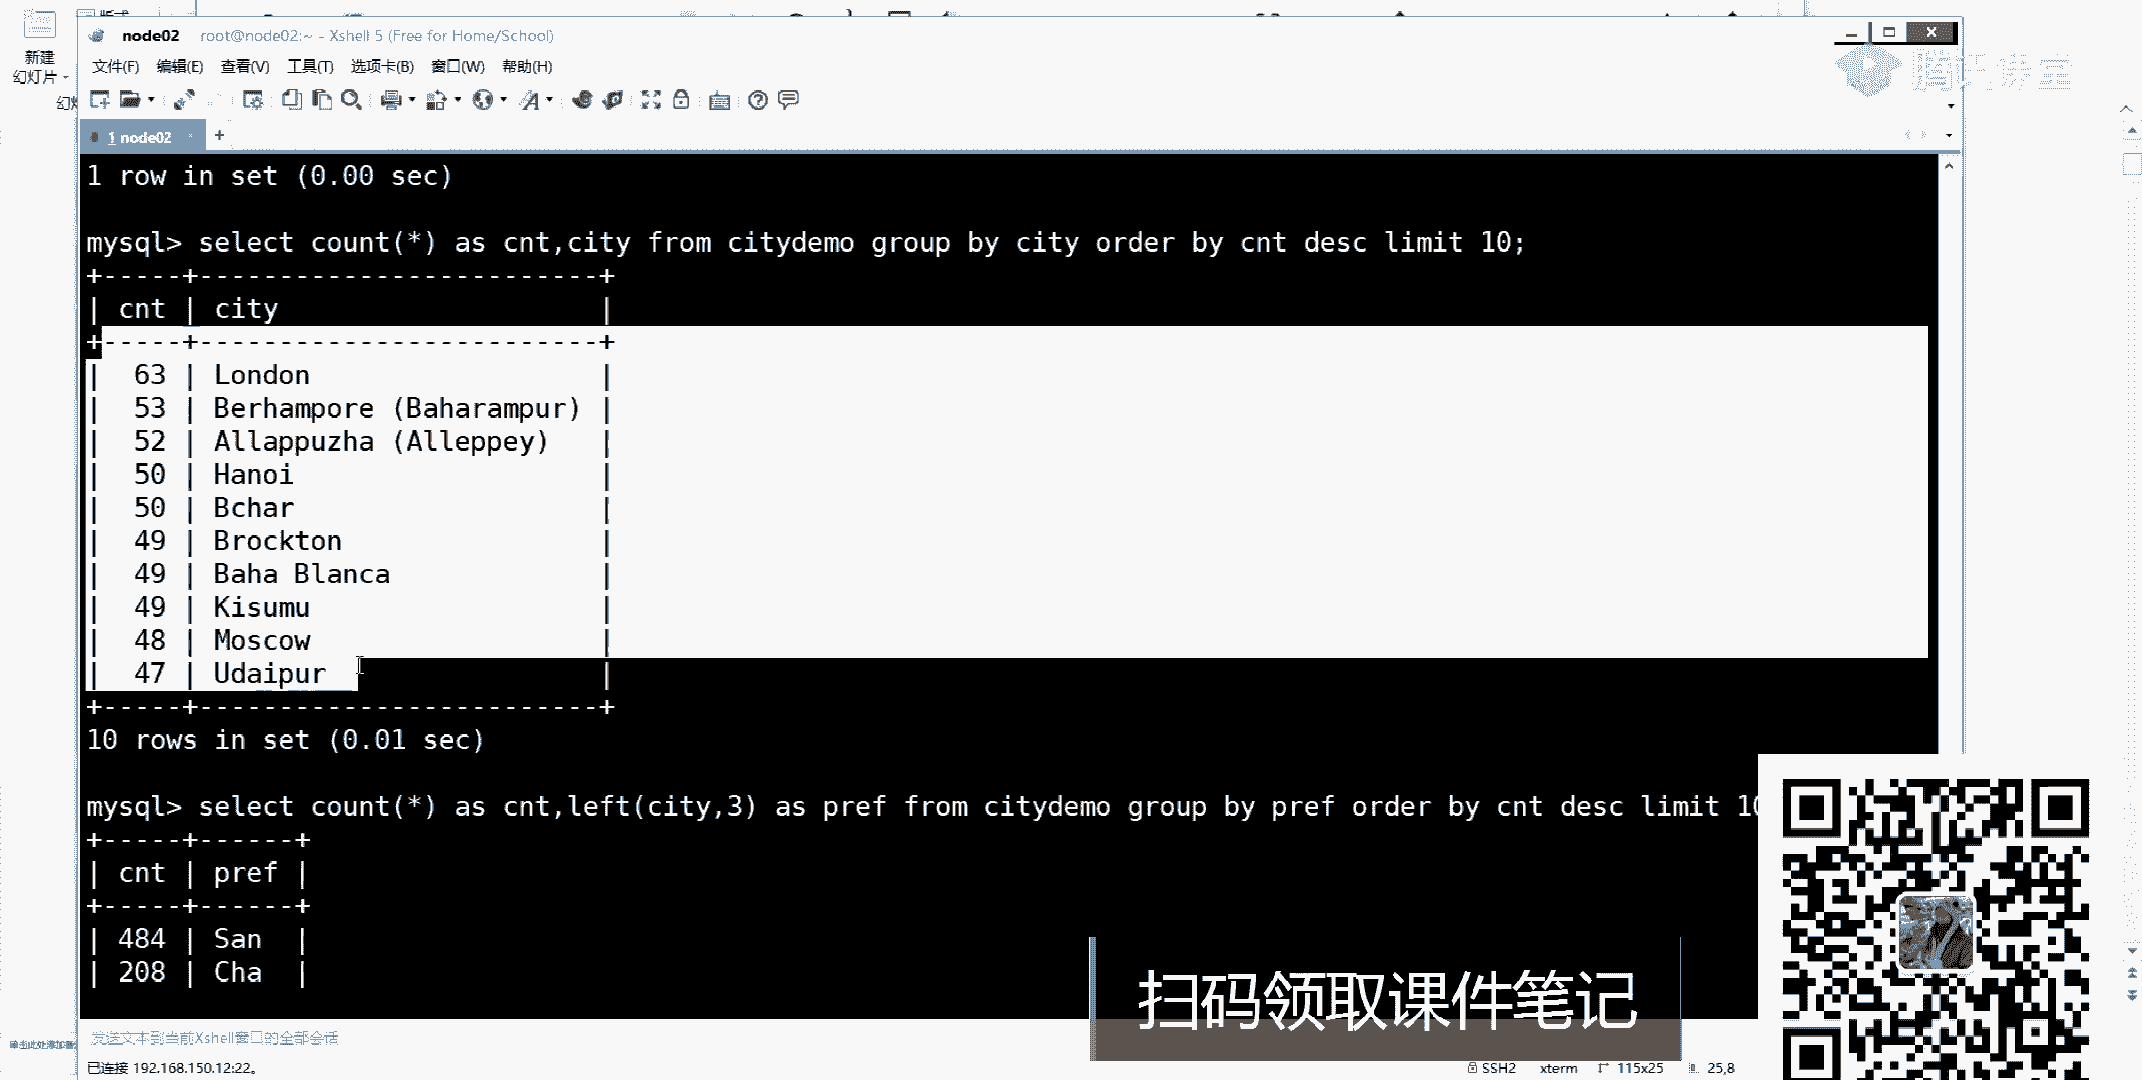 新建
幻灯片
node02 root@node02:~ - Xshell 5 (Free for Home/School)
文件(F) 编辑(E) 查看(V) 工具(T) 选项卡(B) 窗口(W) 帮助(H)
腾讯课堂
1 node02 +
1 row in set (0.00 sec)
mysql> select count(*) as cnt,city from citydemo group by city order by cnt desc limit 10;
+-----+-------------------------+
| cnt | city                    |
+-----+-------------------------+
|  63 | London                  |
|  53 | Berhampore (Baharampur) |
|  52 | Allappuzha (Alleppey)   |
|  50 | Hanoi                   |
|  50 | Bchar                   |
|  49 | Brockton                |
|  49 | Baha Blanca             |
|  49 | Kisumu                  |
|  48 | Moscow                  |
|  47 | Udaipur                 |
+-----+-------------------------+
10 rows in set (0.01 sec)
mysql> select count(*) as cnt,left(city,3) as pref from citydemo group by pref order by cnt desc limit 10
+-----+------+
| cnt | pref |
+-----+------+
| 484 | San  |
| 208 | Cha  |
扫码领取课件笔记
发送文本到当前Xshell窗口的全部会话
已连接 192.168.150.12:22。 SSH2 xterm 115x25 25,8